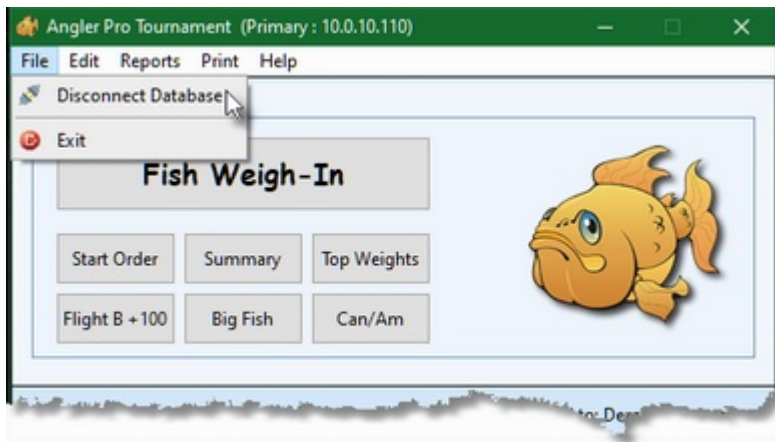 Angler Pro Tournament (Primary : 10.0.10.110)
File Edit Reports Print Help
Disconnect Database
Exit
Fish Weigh-In
Start Order Summary Top Weights
Flight B +100 Big Fish Can/Am
to: